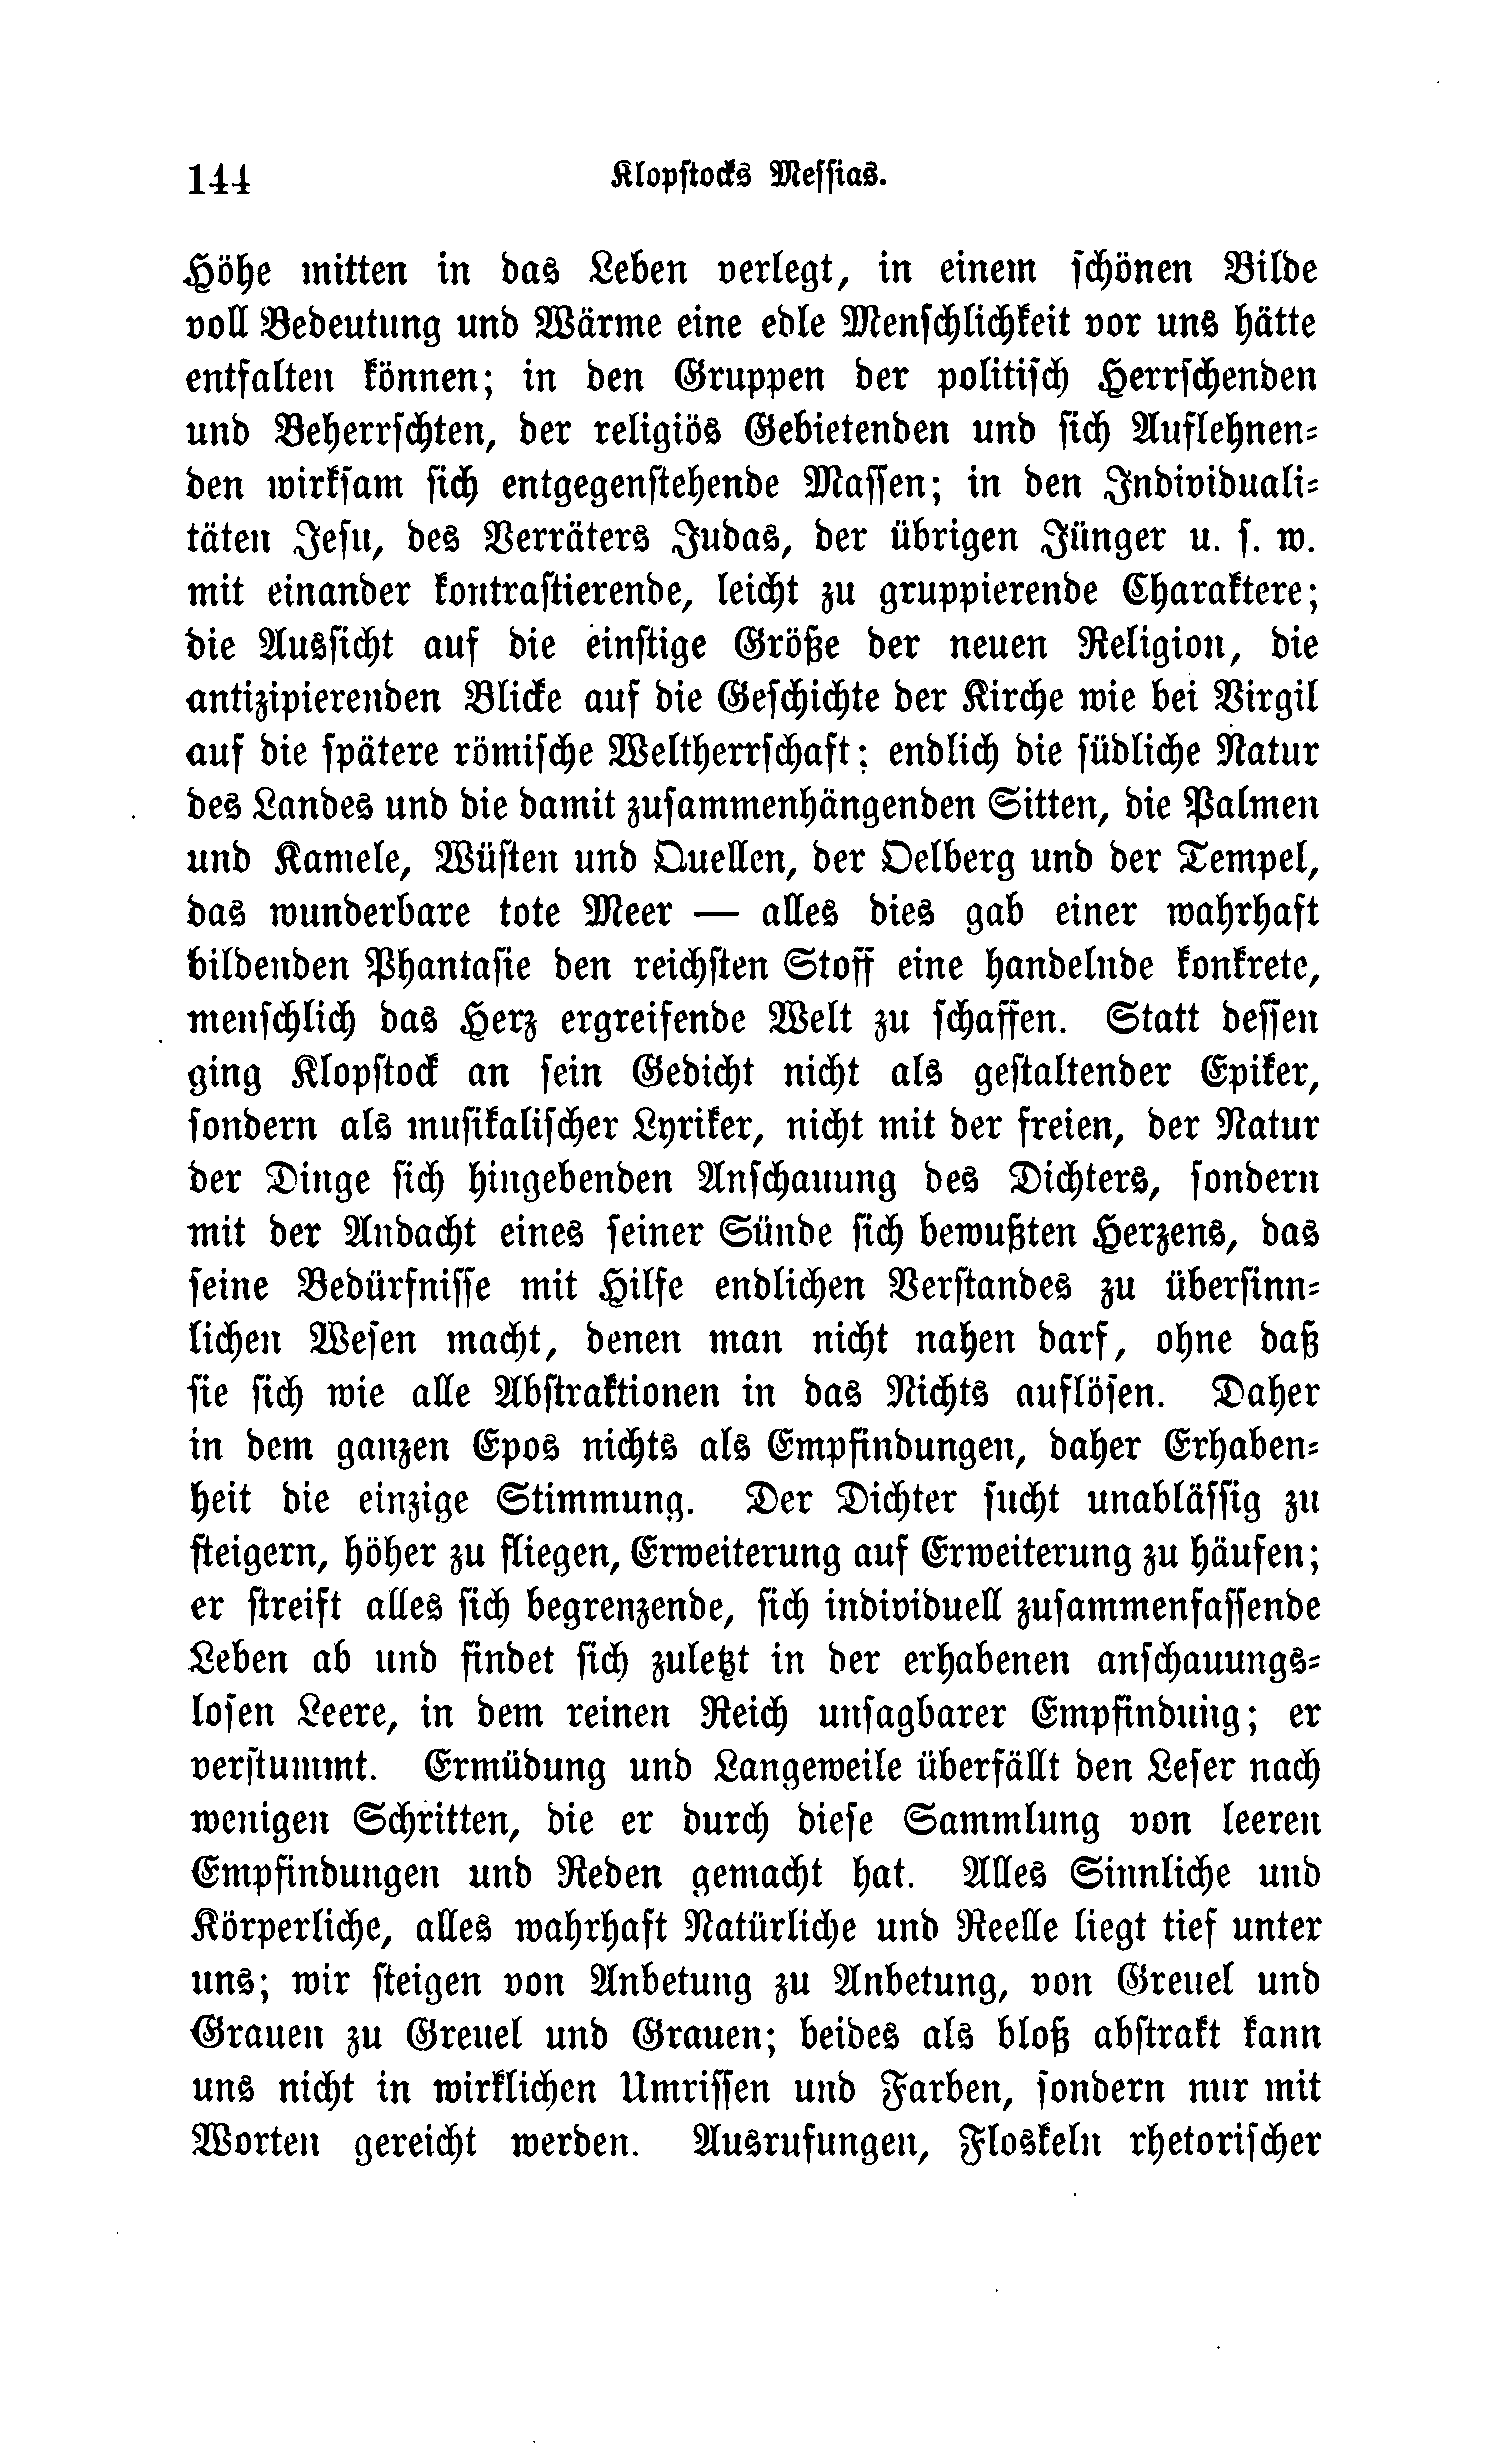 144
Klopſtocks Meſſias.
Höhe mitten in das Leben verlegt, in einem ſchönen Bilde
voll Bedeutung und Wärme eine edle Menſchlichkeit vor uns hätte
entfalten können; in den Gruppen der politiſch Herrſchenden
und Beherrſchten, der religiös Gebietenden und ſich Auflehnen-
den wirkſam ſich entgegenſtehende Maſſen; in den Individuali-
täten Jeſu, des Verräters Judas, der übrigen Jünger u. ſ. w.
mit einander kontraſtierende, leicht zu gruppierende Charaktere;
die Ausſicht auf die einſtige Größe der neuen Religion, die
antizipierenden Blicke auf die Geſchichte der Kirche wie bei Virgil
auf die ſpätere römiſche Weltherrſchaft; endlich die ſüdliche Natur
des Landes und die damit zuſammenhängenden Sitten, die Palmen
und Kamele, Wüſten und Quellen, der Oelberg und der Tempel,
das wunderbare tote Meer — alles dies gab einer wahrhaft
bildenden Phantaſie den reichſten Stoff eine handelnde konkrete,
menſchlich das Herz ergreifende Welt zu ſchaffen. Statt deſſen
ging Klopſtock an ſein Gedicht nicht als geſtaltender Epiker,
ſondern als muſikaliſcher Lyriker, nicht mit der freien, der Natur
der Dinge ſich hingebenden Anſchauung des Dichters, ſondern
mit der Andacht eines ſeiner Sünde ſich bewußten Herzens, das
ſeine Bedürfniſſe mit Hilfe endlichen Verſtandes zu überſinn-
lichen Weſen macht, denen man nicht nahen darf, ohne daß
ſie ſich wie alle Abſtraktionen in das Nichts auflöſen. Daher
in dem ganzen Epos nichts als Empfindungen, daher Erhaben-
heit die einzige Stimmung. Der Dichter ſucht unabläſſig zu
ſteigern, höher zu fliegen, Erweiterung auf Erweiterung zu häufen;
er ſtreift alles ſich begrenzende, ſich individuell zuſammenfaſſende
Leben ab und findet ſich zuletzt in der erhabenen anſchauungs-
loſen Leere, in dem reinen Reich unſagbarer Empfindung; er
verſtummt. Ermüdung und Langeweile überfällt den Leſer nach
wenigen Schritten, die er durch dieſe Sammlung von leeren
Empfindungen und Reden gemacht hat. Alles Sinnliche und
Körperliche, alles wahrhaft Natürliche und Reelle liegt tief unter
uns; wir ſteigen von Anbetung zu Anbetung, von Greuel und
Grauen zu Greuel und Grauen; beides als bloß abſtrakt kann
uns nicht in wirklichen Umriſſen und Farben, ſondern nur mit
Worten gereicht werden. Ausrufungen, Floskeln rhetoriſcher